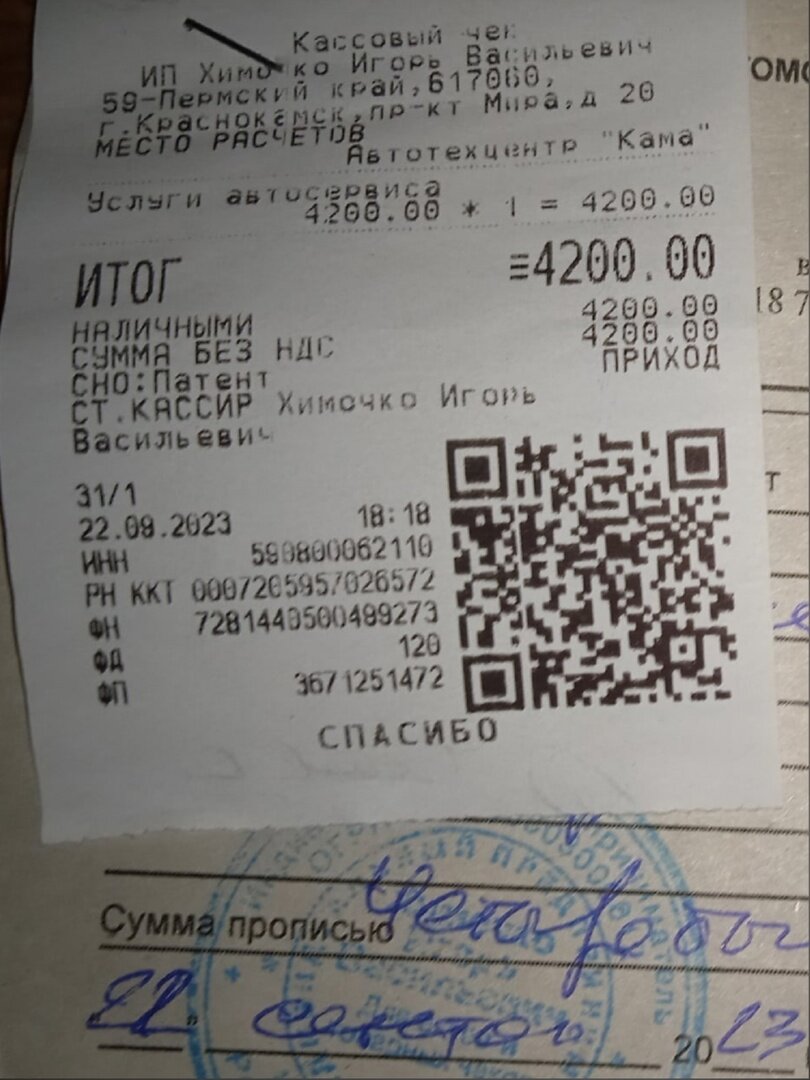 Кассовый чек
ИП Химочко Игорь Васильевич
59-Пермский край,617060,
г.Краснокамск,пр-кт Мира,д 20
МЕСТО РАСЧЕТОВ
Автотехцентр "Кама"
Услуги автосервиса
4200.00 * 1 = 4200.00
ИТОГ ≡4200.00
НАЛИЧНЫМИ 4200.00
СУММА БЕЗ НДС 4200.00
СНО:Патент ПРИХОД
СТ.КАССИР Химочко Игорь
Васильевич
31/1
22.09.2023 18:18
ИНН 590800062110
РН ККТ 0007205957026572
ФН 7281440500499273
ФД 120
ФП 3671251472
СПАСИБО
Сумма прописью
22 2023